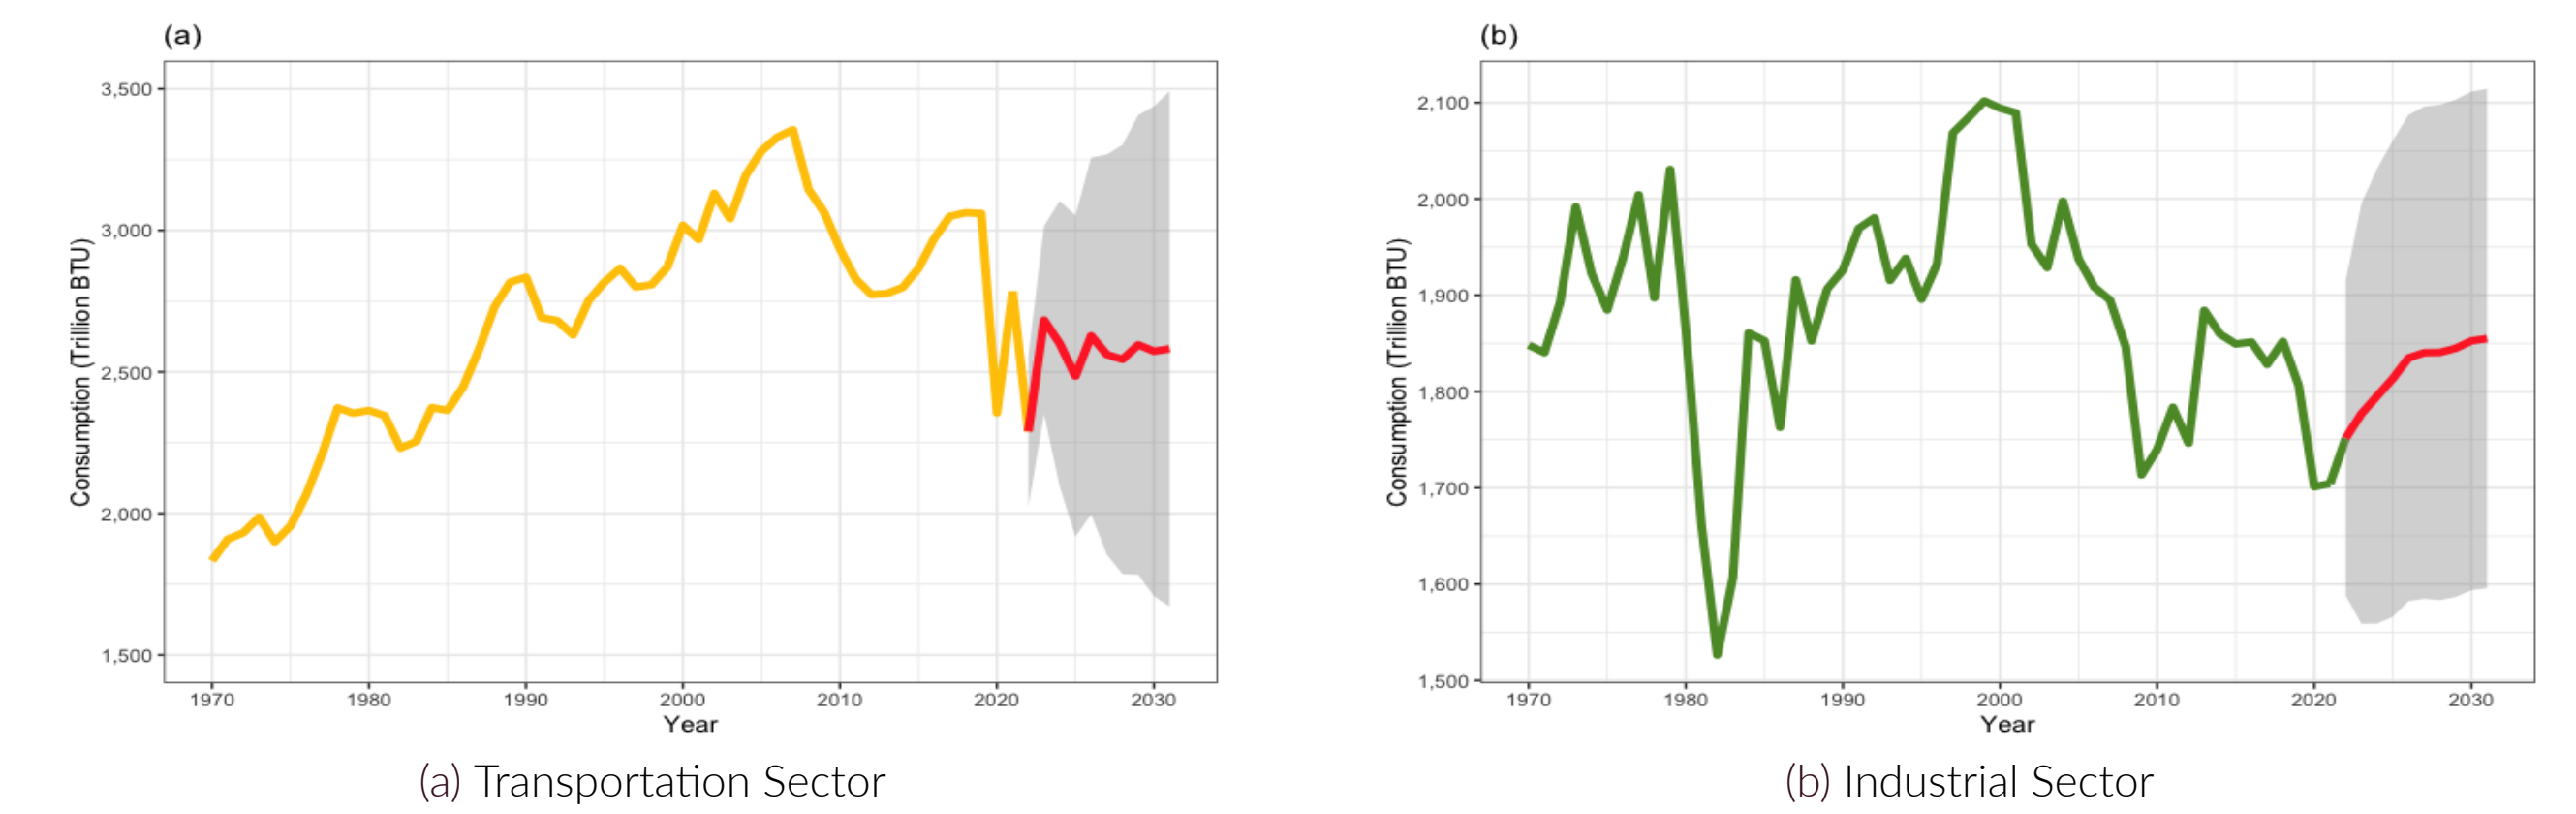 (a)
3,500
3,000
2,500
2,000
1,500
Consumption (Trillion BTU)
1970 1980 1990 2000 2010 2020 2030
Year
(a) Transportation Sector
(b)
2,100
2,000
1,900
1,800
1,700
1,600
1,500
Consumption (Trillion BTU)
1970 1980 1990 2000 2010 2020 2030
Year
(b) Industrial Sector